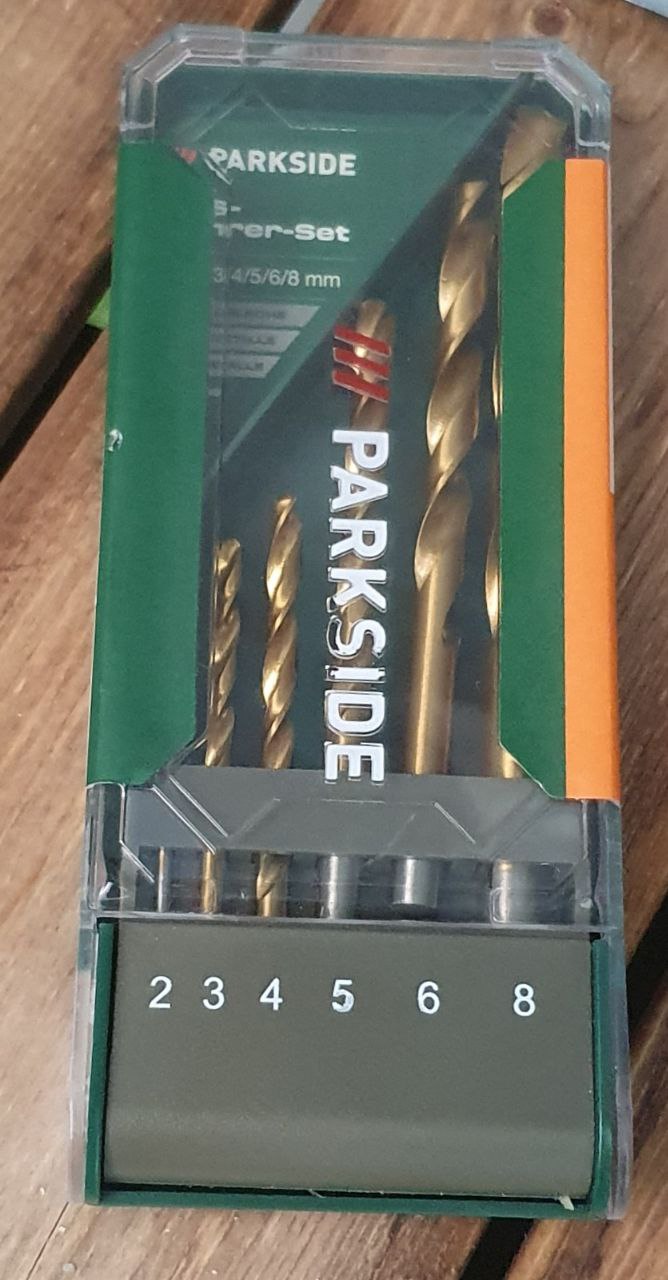 PARKSIDE
s-
rer-Set
3/4/5/6/8 mm
PARKSIDE
2 3 4 5 6 8